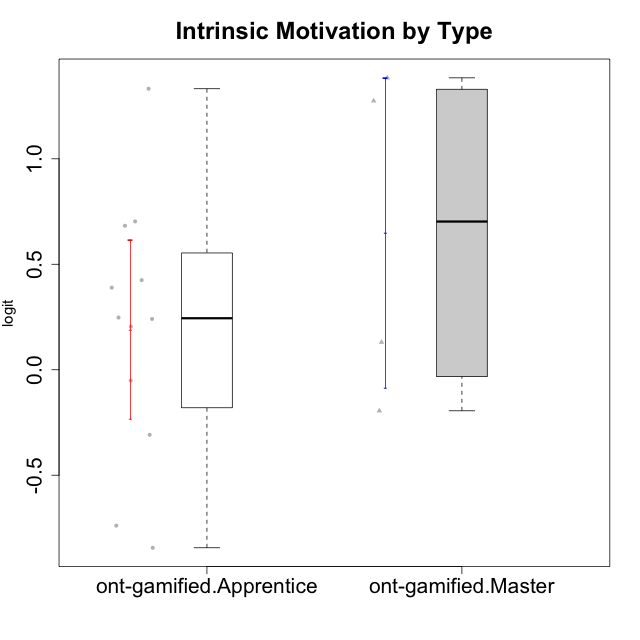 Intrinsic Motivation by Type
logit
1.0
0.5
0.0
-0.5
ont-gamified.Apprentice
ont-gamified.Master